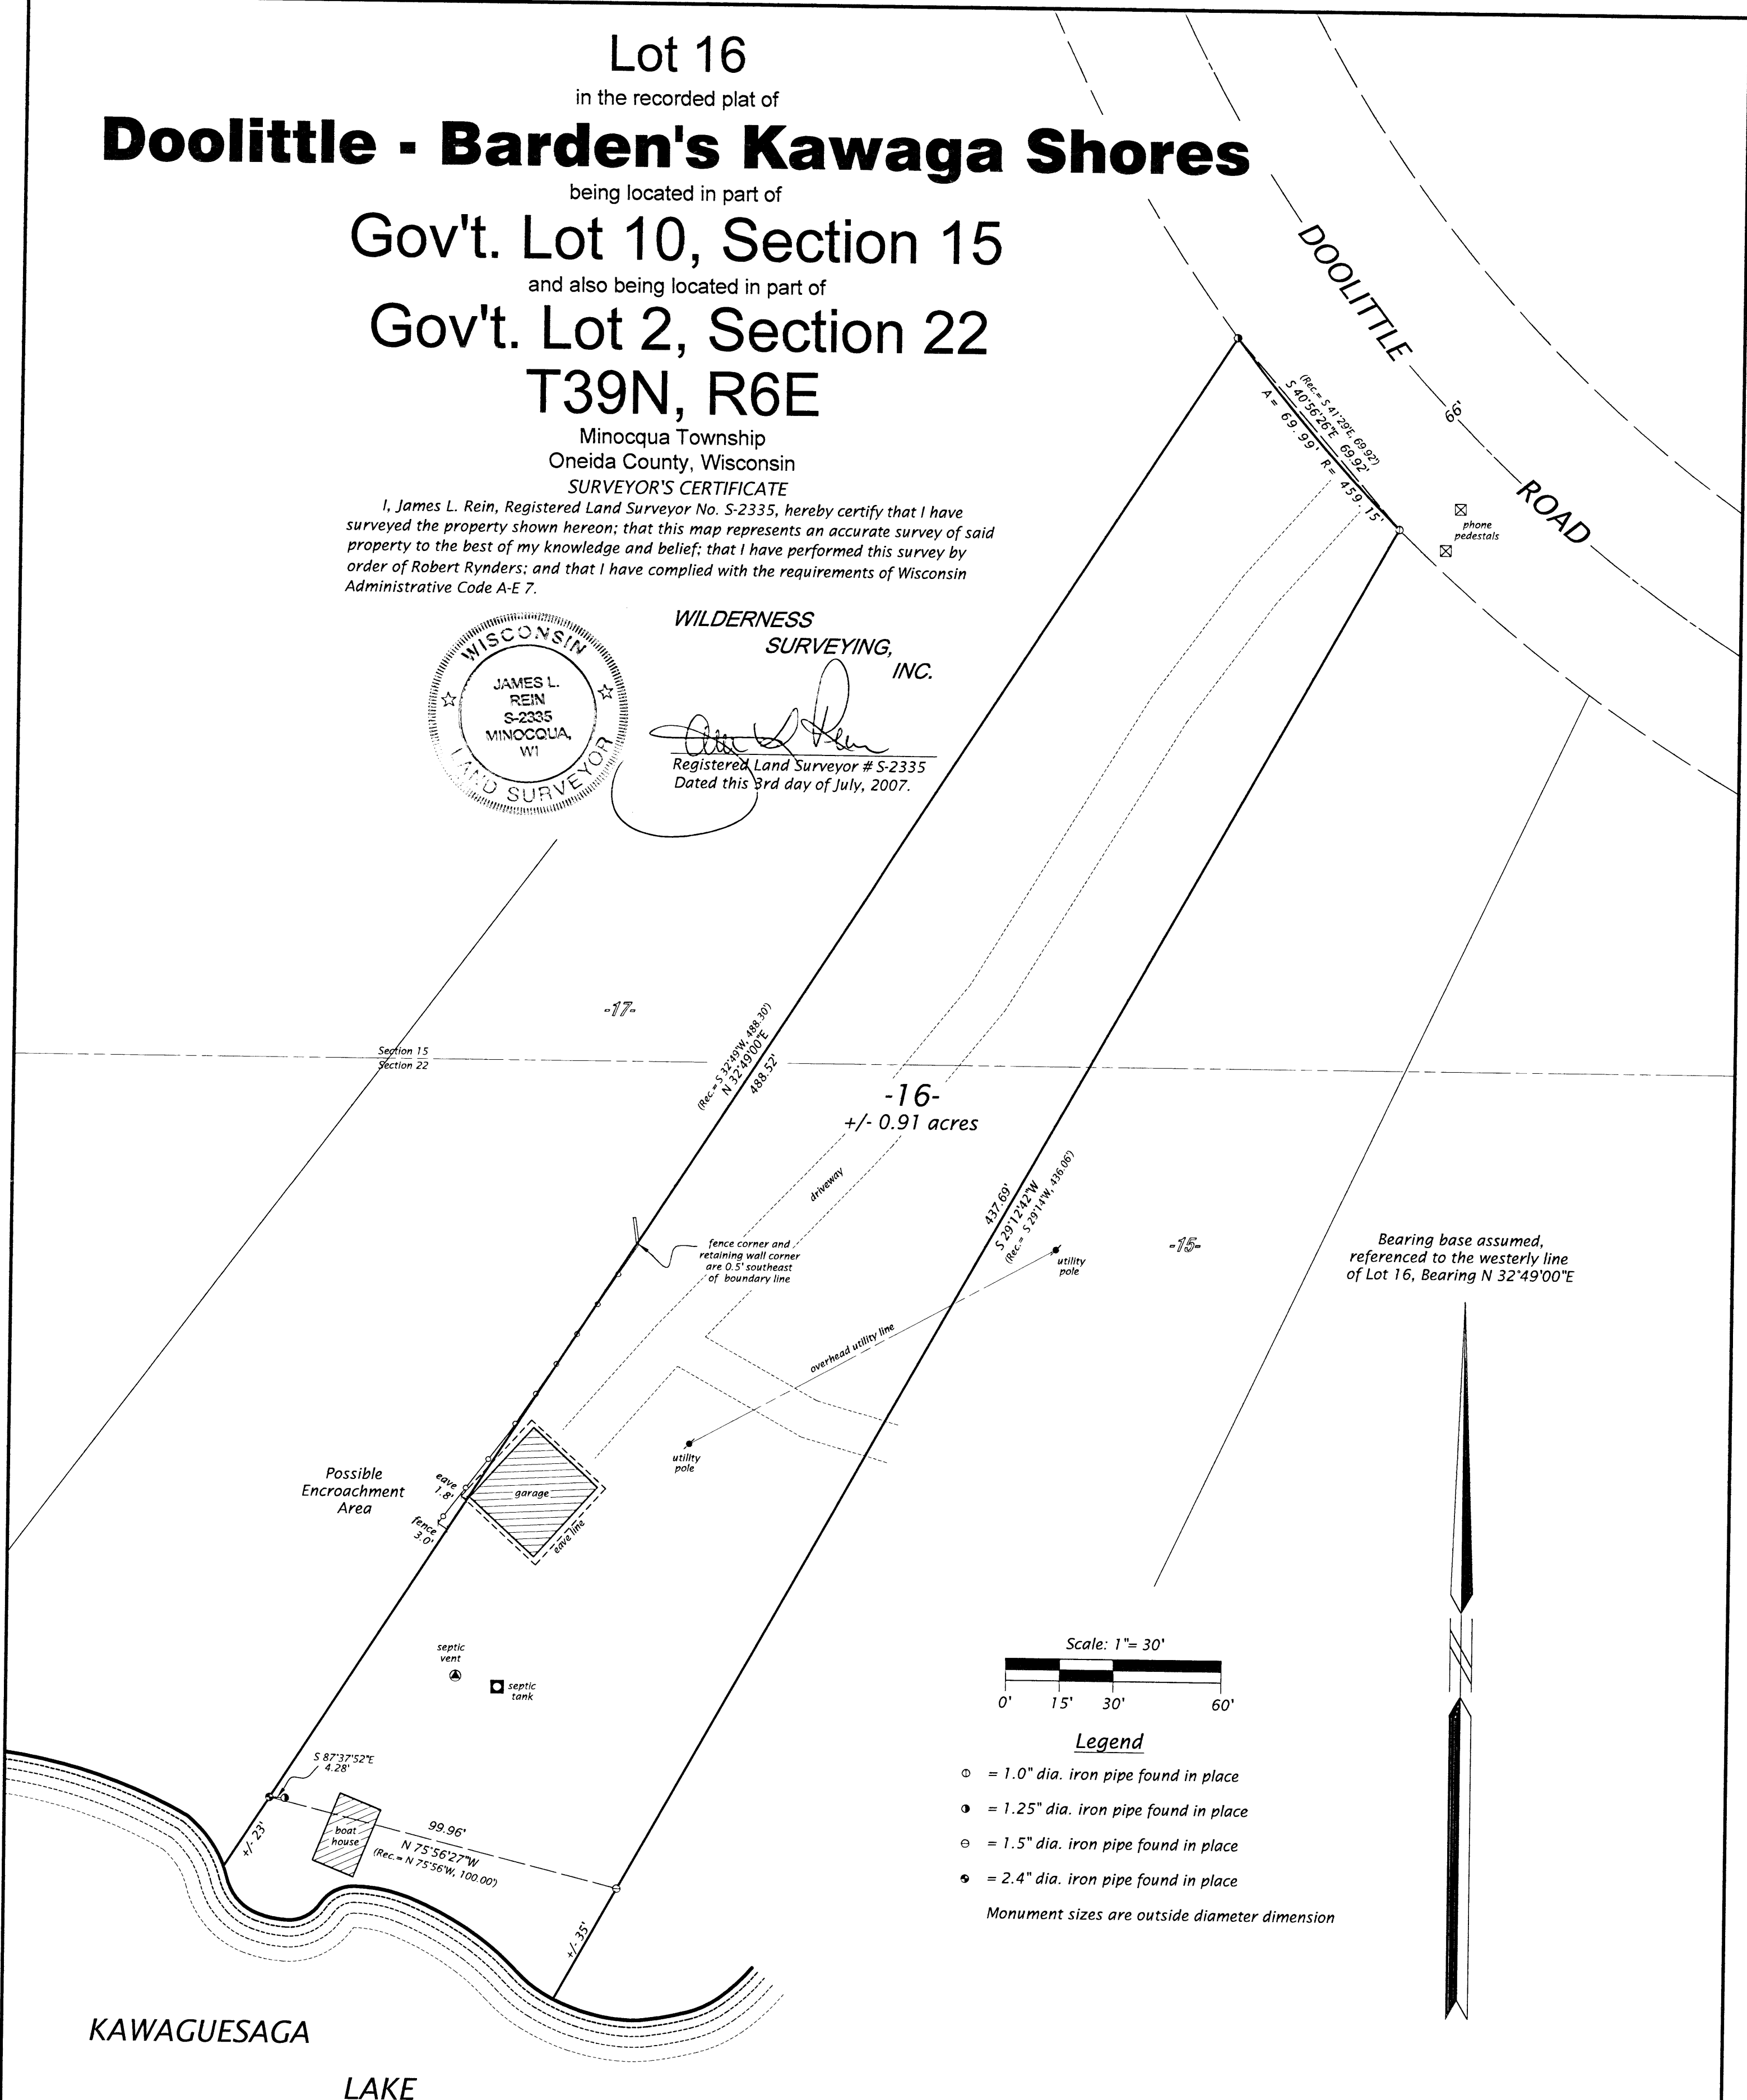 Lot 16
in the recorded plat of
Doolittle - Barden's Kawaga Shores
being located in part of
Gov't. Lot 10, Section 15
and also being located in part of
Gov't. Lot 2, Section 22
T39N, R6E
Minocqua Township
Oneida County, Wisconsin
SURVEYOR'S CERTIFICATE
I, James L. Rein, Registered Land Surveyor No. S-2335, hereby certify that I have
surveyed the property shown hereon; that this map represents an accurate survey of said
property to the best of my knowledge and belief; that I have performed this survey by
order of Robert Rynders; and that I have complied with the requirements of Wisconsin
Administrative Code A-E 7.
WISCONSIN
JAMES L.
REIN
S-2335
MINOCQUA,
WI
LAND SURVEYOR
WILDERNESS
SURVEYING,
INC.
Registered Land Surveyor # S-2335
Dated this 3rd day of July, 2007.
DOOLITTLE
ROAD
66'
(Rec.= S 41°29'E, 69.92')
S 40°56'26"E 69.92'
A= 69.99' R= 459.15'
phone
pedestals
-17-
Section 15
Section 22
(Rec.= S 32°49'W, 488.30')
N 32°49'00"E
488.52'
-16-
+/- 0.91 acres
driveway
437.69'
S 29°12'42"W
(Rec.= S 29°14'W, 436.06')
-15-
fence corner and
retaining wall corner
are 0.5' southeast
of boundary line
utility
pole
overhead utility line
utility
pole
Bearing base assumed,
referenced to the westerly line
of Lot 16, Bearing N 32°49'00"E
Possible
Encroachment
Area
eave
1.8'
fence
3.0'
garage
eave line
septic
vent
septic
tank
S 87°37'52"E
4.28'
+/- 23'
boat
house
99.96'
N 75°56'27"W
(Rec.= N 75°56'W, 100.00')
+/- 35'
Scale: 1"= 30'
0' 15' 30' 60'
Legend
= 1.0" dia. iron pipe found in place
= 1.25" dia. iron pipe found in place
= 1.5" dia. iron pipe found in place
= 2.4" dia. iron pipe found in place
Monument sizes are outside diameter dimension
KAWAGUESAGA
LAKE